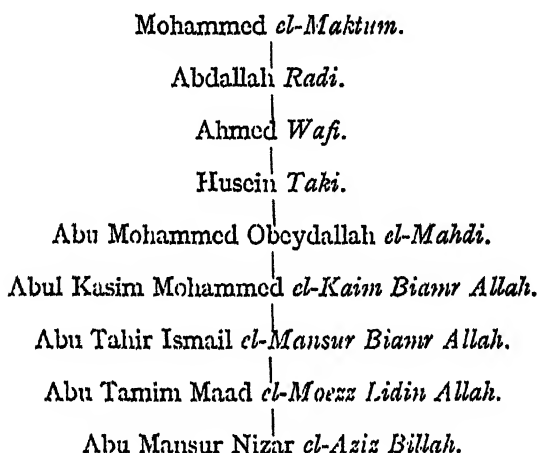 Mohammed el-Maktum.
Abdallah Radi.
Ahmed Wafi.
Husein Taki.
Abu Mohammed Obeydallah el-Mahdi.
Abul Kasim Mohammed el-Kaim Biamr Allah.
Abu Tahir Ismail el-Mansur Biamr Allah.
Abu Tamim Maad el-Moezz Lidin Allah.
Abu Mansur Nizar el-Aziz Billah.